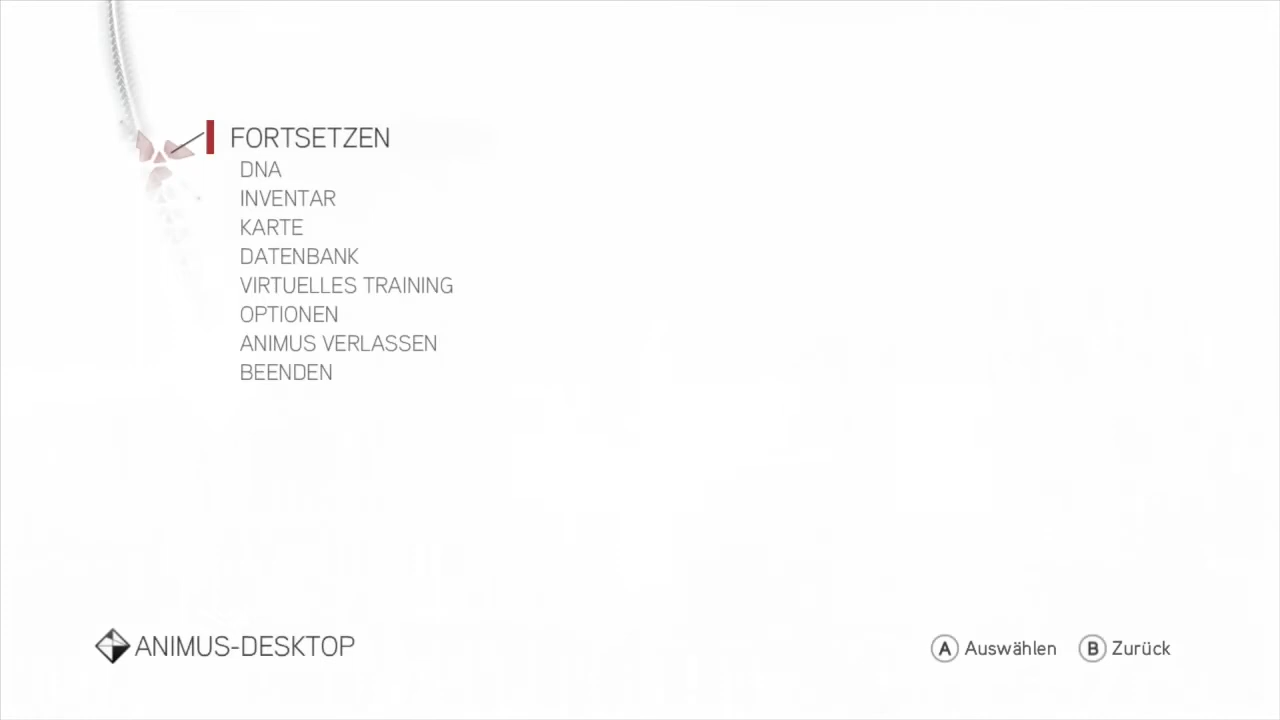 FORTSETZEN
DNA
INVENTAR
KARTE
DATENBANK
VIRTUELLES TRAINING
OPTIONEN
ANIMUS VERLASSEN
BEENDEN
ANIMUS-DESKTOP
A Auswählen B Zurück